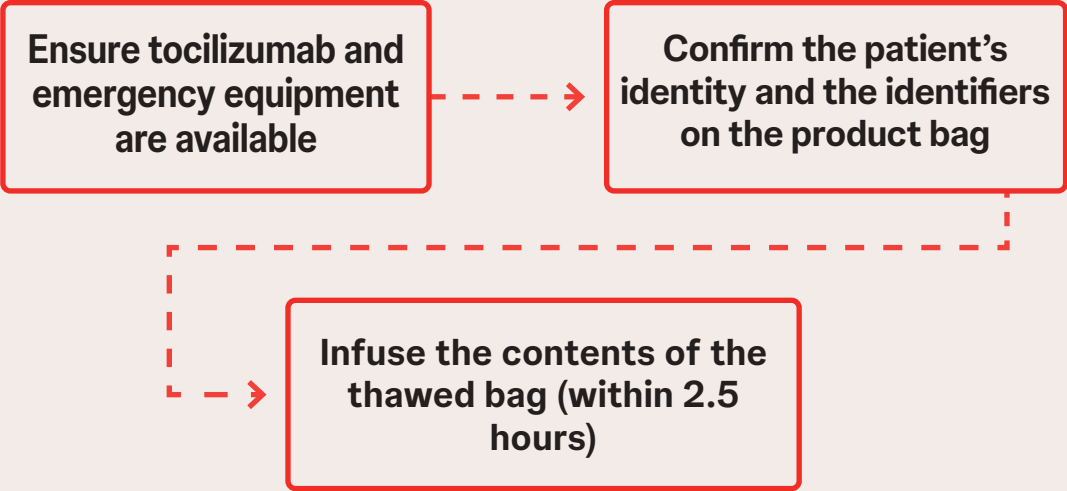 Ensure tocilizumab and
emergency equipment
are available
Confirm the patient’s
identity and the identifiers
on the product bag
Infuse the contents of the
thawed bag (within 2.5
hours)